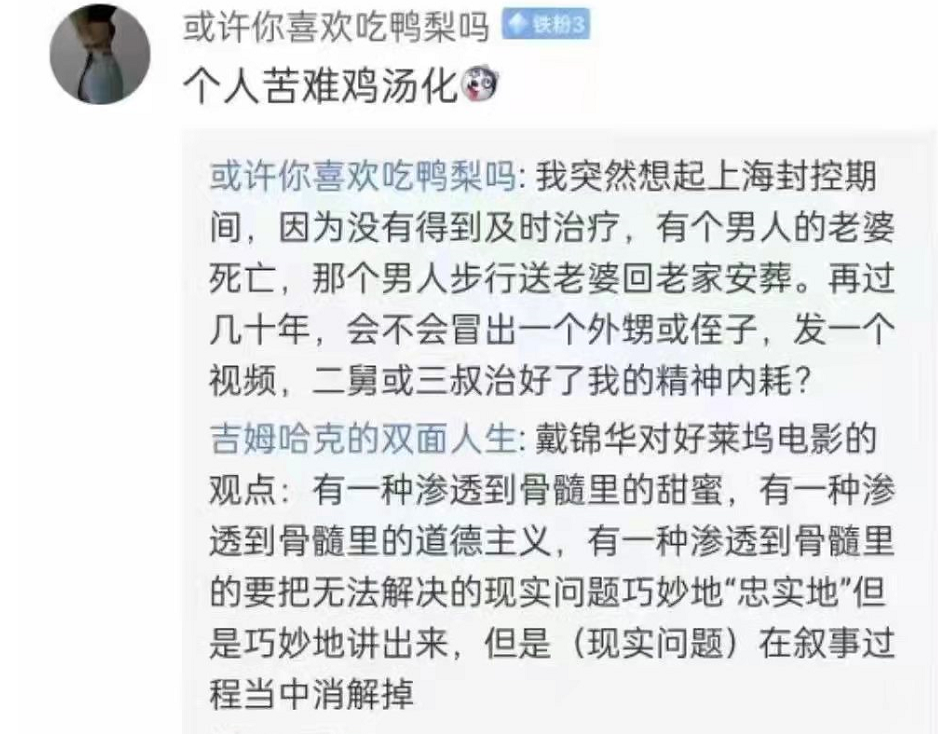 或许你喜欢吃鸭梨吗 铁粉3
个人苦难鸡汤化
或许你喜欢吃鸭梨吗: 我突然想起上海封控期
间，因为没有得到及时治疗，有个男人的老婆
死亡，那个男人步行送老婆回老家安葬。再过
几十年，会不会冒出一个外甥或侄子，发一个
视频，二舅或三叔治好了我的精神内耗？
吉姆哈克的双面人生: 戴锦华对好莱坞电影的
观点：有一种渗透到骨髓里的甜蜜，有一种渗
透到骨髓里的道德主义，有一种渗透到骨髓里
的要把无法解决的现实问题巧妙地“忠实地”但
是巧妙地讲出来，但是（现实问题）在叙事过
程当中消解掉